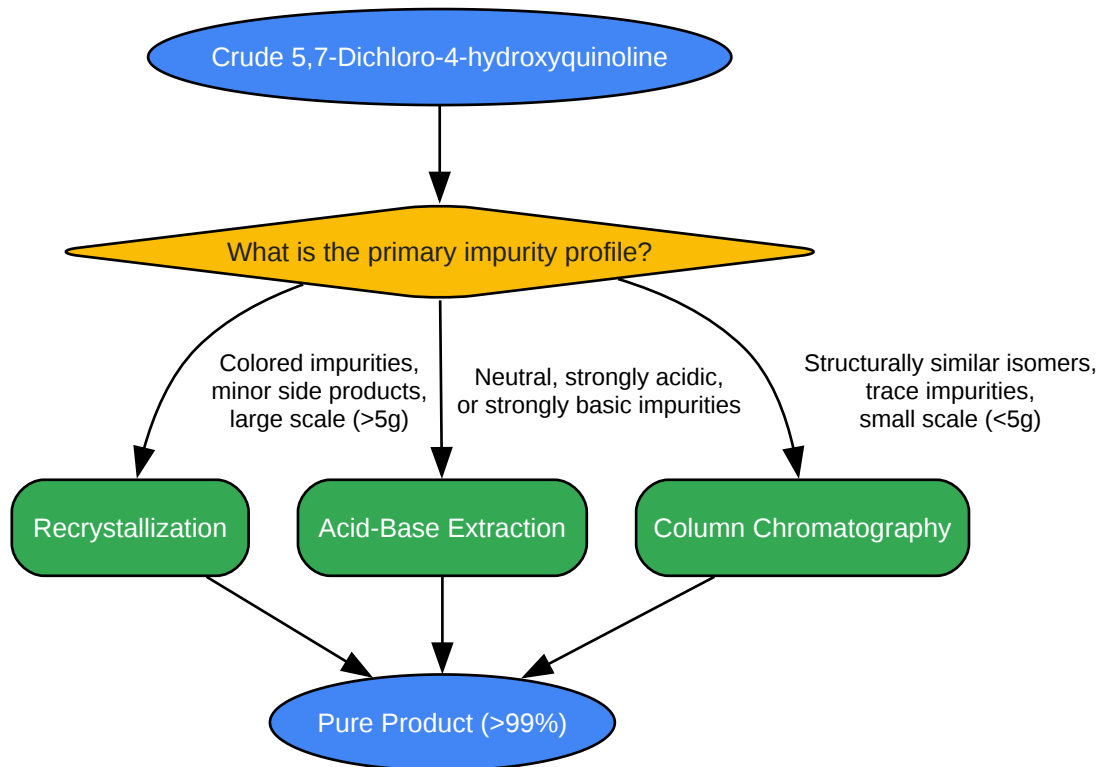 Crude 5,7-Dichloro-4-hydroxyquinoline
What is the primary impurity profile?
Colored impurities,
minor side products,
large scale (>5g)
Neutral, strongly acidic,
or strongly basic impurities
Structurally similar isomers,
trace impurities,
small scale (<5g)
Recrystallization
Acid-Base Extraction
Column Chromatography
Pure Product (>99%)